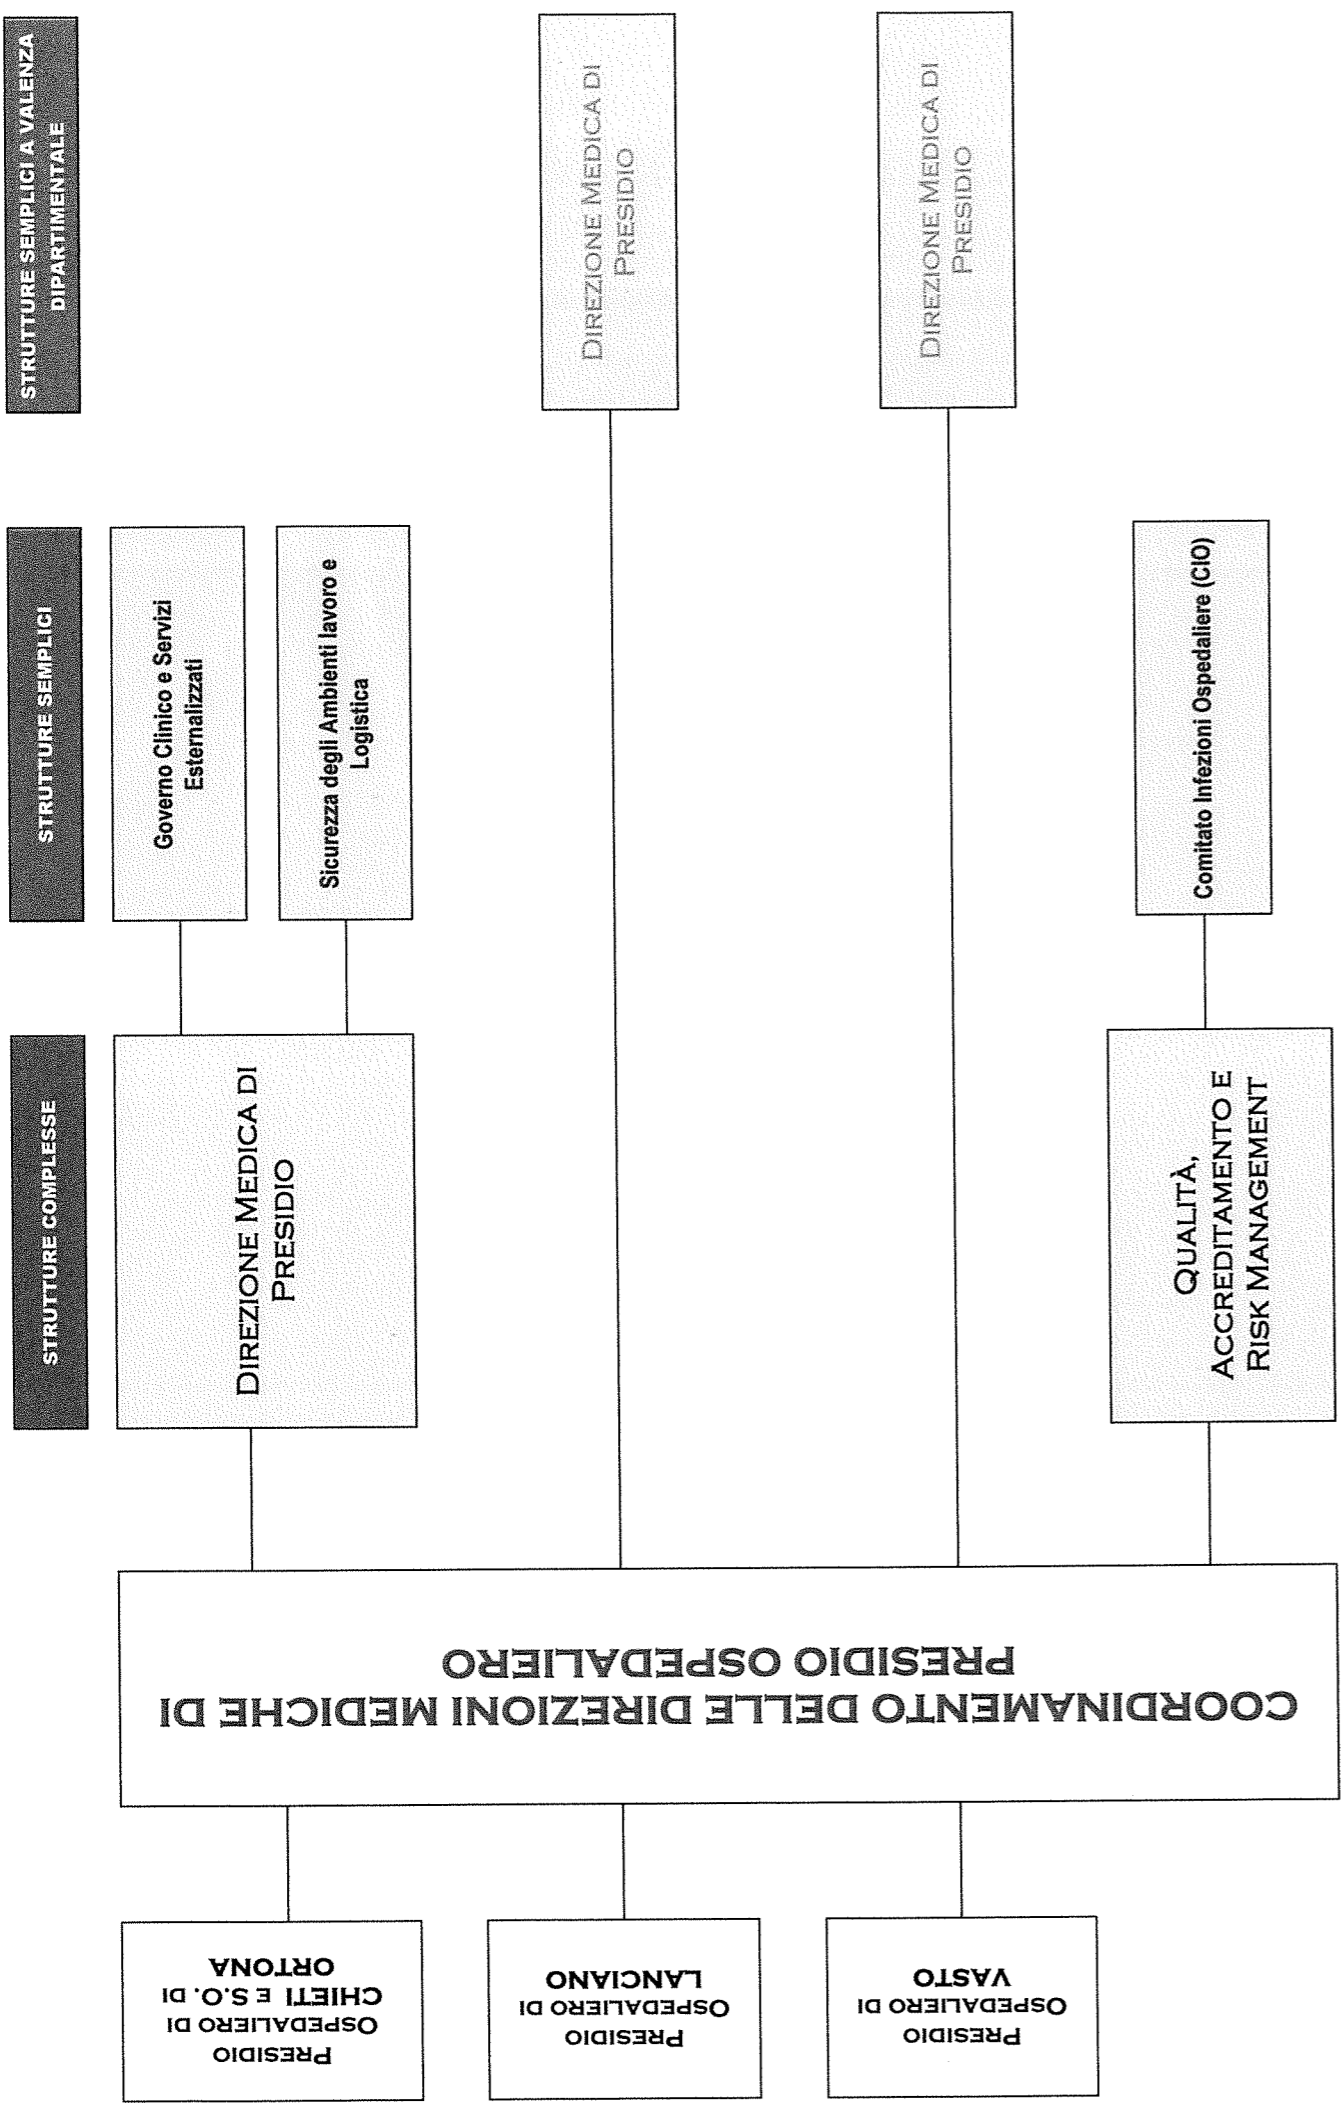 STRUTTURE COMPLESSE
STRUTTURE SEMPLICI
STRUTTURE SEMPLICI A VALENZA
DIPARTIMENTALE
PRESIDIO
OSPEDALIERO DI
CHIETI E S.O. DI
ORTONA
PRESIDIO
OSPEDALIERO DI
LANCIANO
PRESIDIO
OSPEDALIERO DI
VASTO
COORDINAMENTO DELLE DIREZIONI MEDICHE DI
PRESIDIO OSPEDALIERO
DIREZIONE MEDICA DI
PRESIDIO
Governo Clinico e Servizi
Esternalizzati
Sicurezza degli Ambienti lavoro e
Logistica
DIREZIONE MEDICA DI
PRESIDIO
DIREZIONE MEDICA DI
PRESIDIO
QUALITÀ,
ACCREDITAMENTO E
RISK MANAGEMENT
Comitato Infezioni Ospedaliere (CIO)